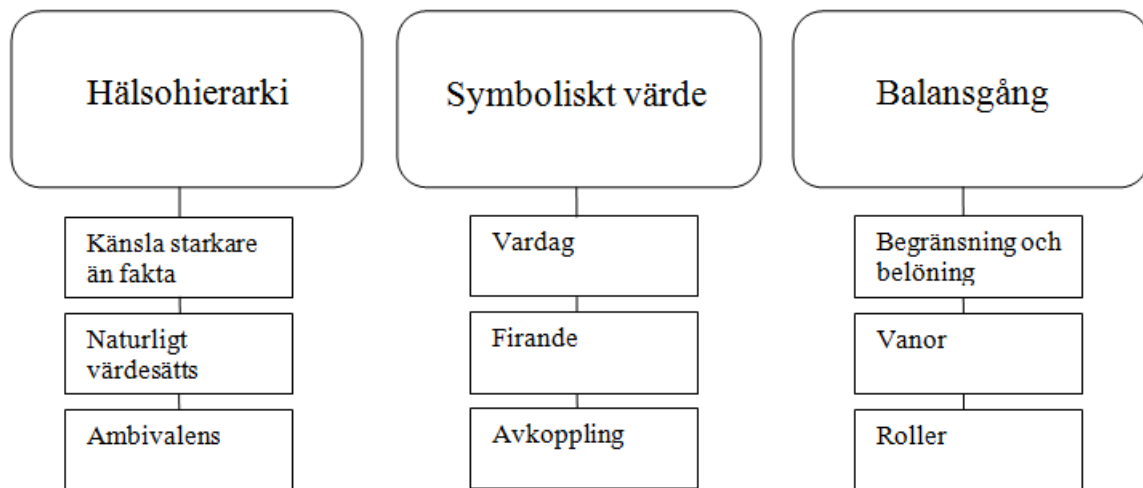 Hälsohierarki
Känsla starkare
än fakta
Naturligt
värdesätts
Ambivalens
Symboliskt värde
Vardag
Firande
Avkoppling
Balansgång
Begränsning och
belöning
Vanor
Roller